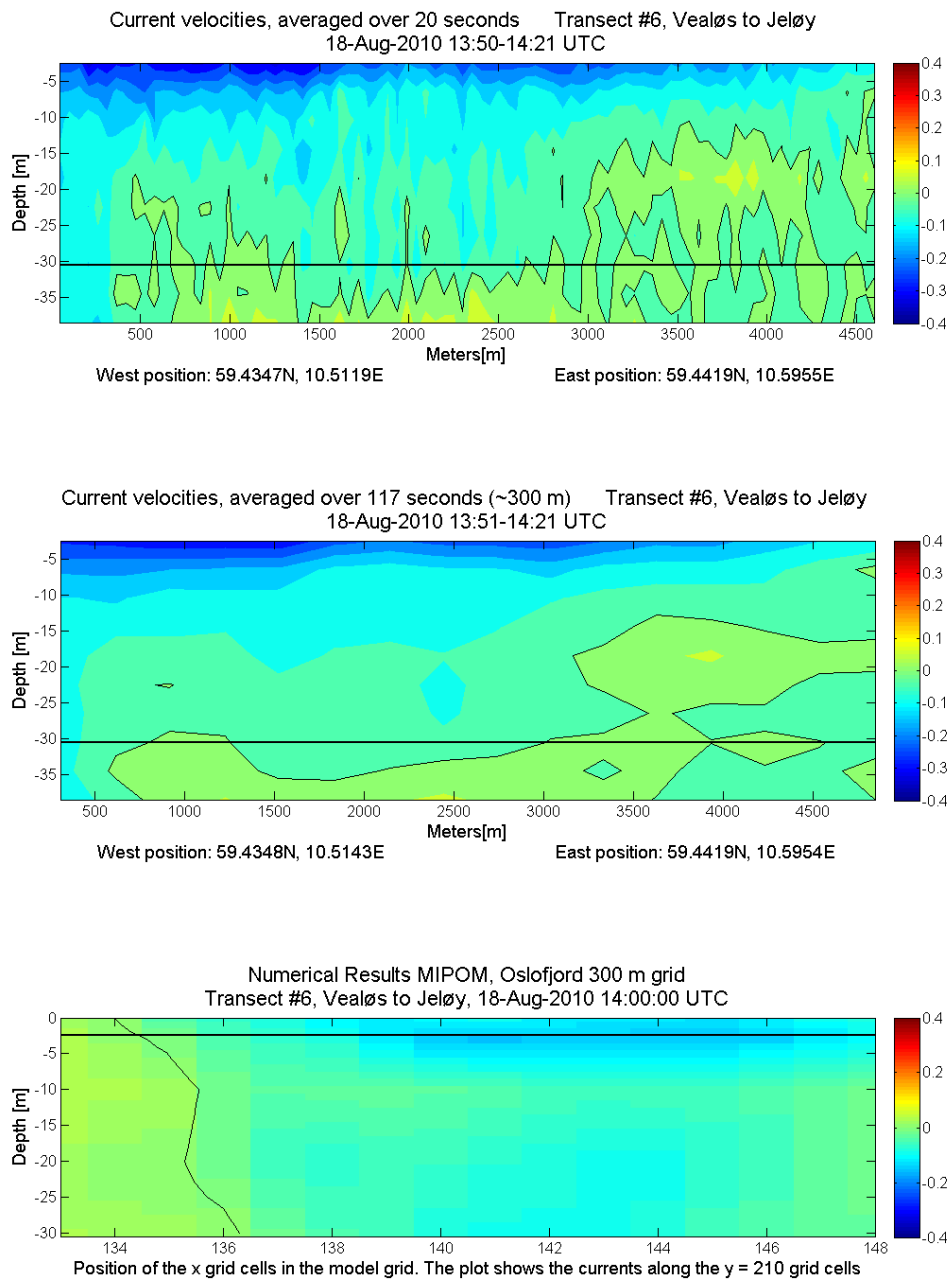 Current velocities, averaged over 20 seconds Transect #6, Vealøs to Jeløy
18-Aug-2010 13:50-14:21 UTC
Depth [m]
-5
-10
-15
-20
-25
-30
-35
500 1000 1500 2000 2500 3000 3500 4000 4500
Meters[m]
0.4
0.3
0.2
0.1
0
-0.1
-0.2
-0.3
-0.4
West position: 59.4347N, 10.5119E East position: 59.4419N, 10.5955E
Current velocities, averaged over 117 seconds (~300 m) Transect #6, Vealøs to Jeløy
18-Aug-2010 13:51-14:21 UTC
Depth [m]
-5
-10
-15
-20
-25
-30
-35
500 1000 1500 2000 2500 3000 3500 4000 4500
Meters[m]
0.4
0.3
0.2
0.1
0
-0.1
-0.2
-0.3
-0.4
West position: 59.4348N, 10.5143E East position: 59.4419N, 10.5954E
Numerical Results MIPOM, Oslofjord 300 m grid
Transect #6, Vealøs to Jeløy, 18-Aug-2010 14:00:00 UTC
Depth [m]
0
-5
-10
-15
-20
-25
-30
134 136 138 140 142 144 146 148
0.4
0.2
0
-0.2
-0.4
Position of the x grid cells in the model grid. The plot shows the currents along the y = 210 grid cells